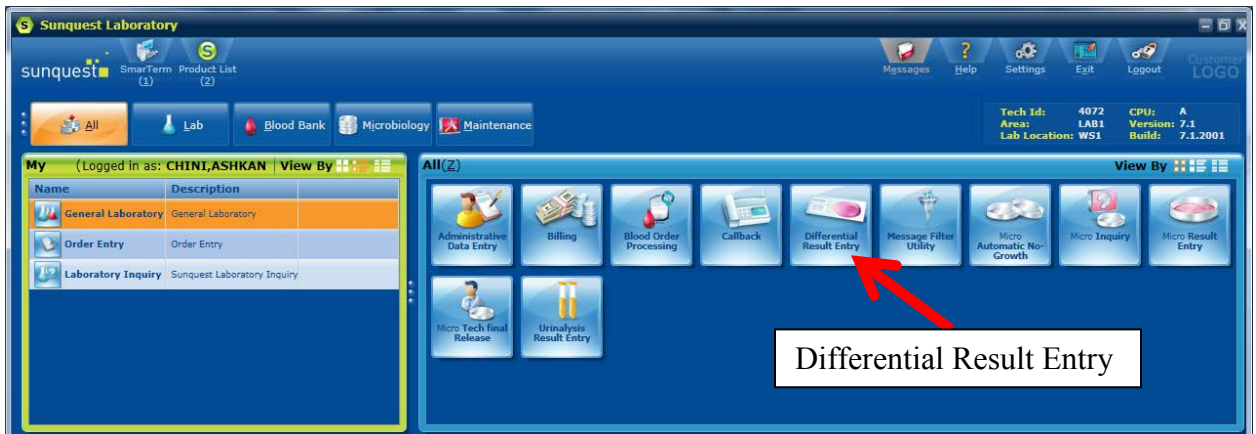 S Sunquest Laboratory
sunquest
SmarTerm
(1)
Product List
(2)
Messages
Help
Settings
Exit
Logout
Customer
LOGO
All
Lab
Blood Bank
Microbiology
Maintenance
Tech Id: 4072 CPU: A
Area: LAB1 Version: 7.1
Lab Location: WS1 Build: 7.1.2001
My (Logged in as: CHINI,ASHKAN View By
Name Description
General Laboratory General Laboratory
Order Entry Order Entry
Laboratory Inquiry Sunquest Laboratory Inquiry
All(Z) View By
Administrative
Data Entry
Billing
Blood Order
Processing
Callback
Differential
Result Entry
Message Filter
Utility
Micro
Automatic No-
Growth
Micro Inquiry
Micro Result
Entry
Micro Tech final
Release
Urinalysis
Result Entry
Differential Result Entry